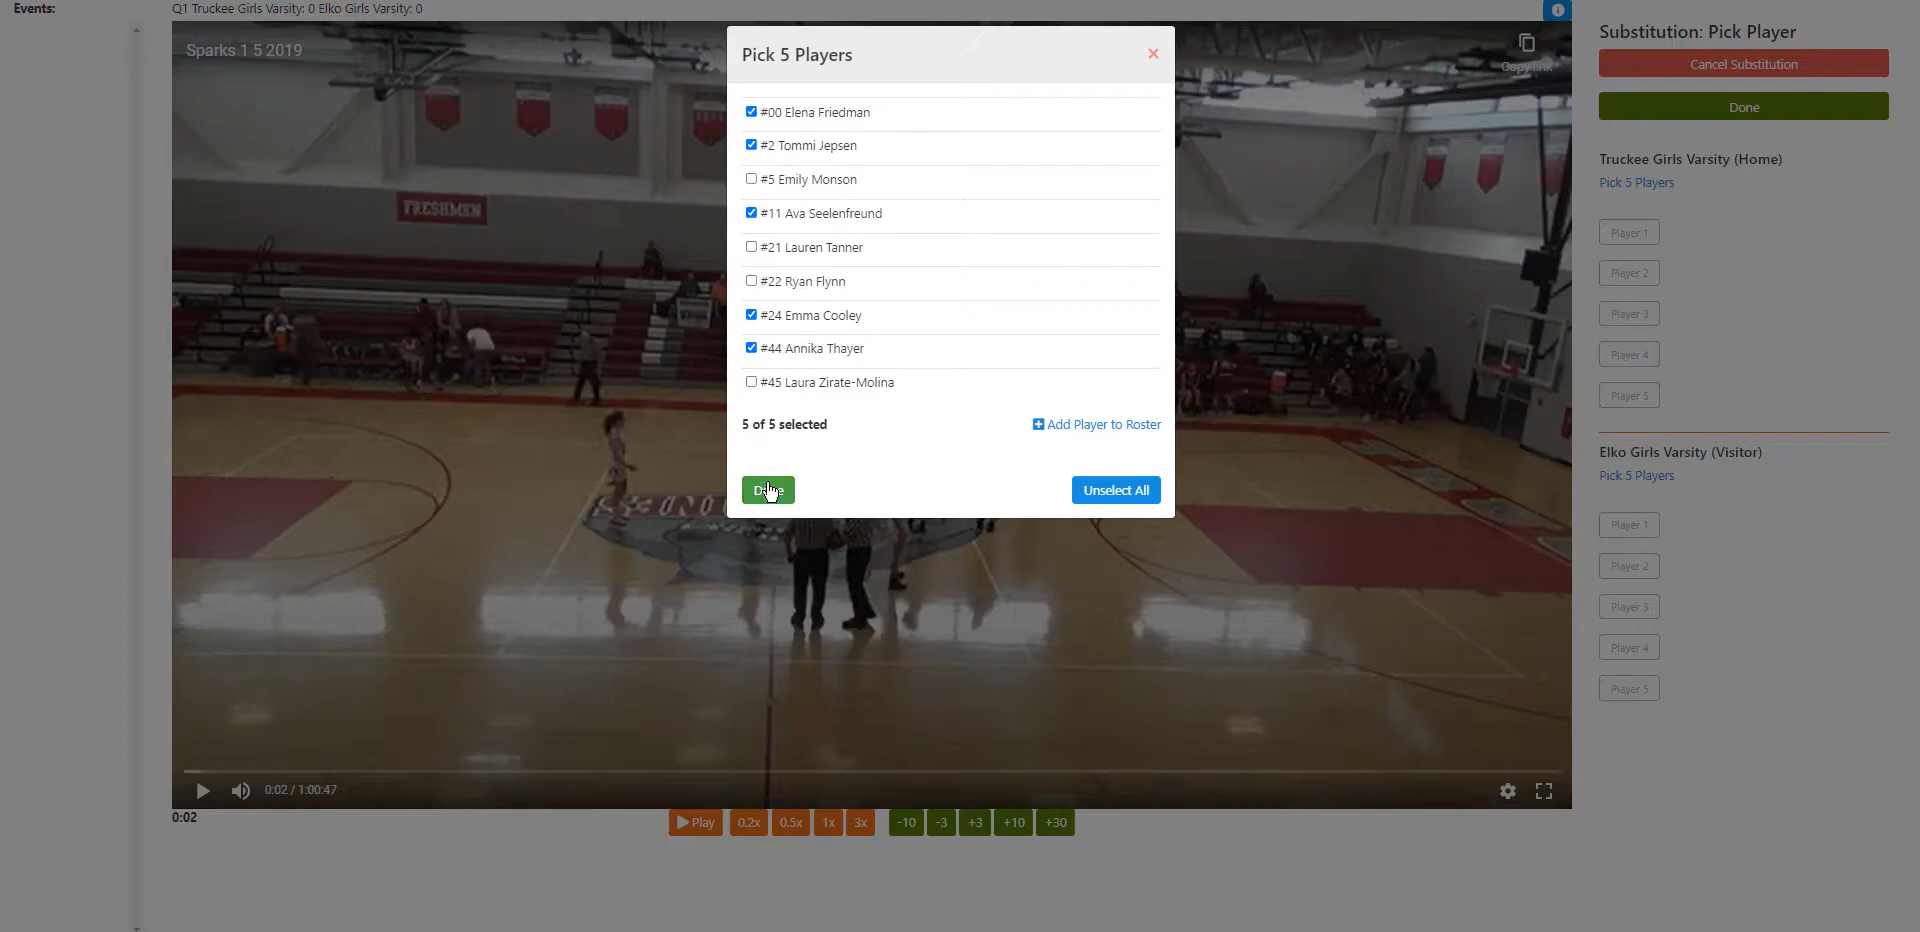 Events:
Q1 Truckee Girls Varsity: 0 Elko Girls Varsity: 0
Sparks 1 5 2019
Copy link
FRESHMEN
Pick 5 Players
#00 Elena Friedman
#2 Tommi Jepsen
#5 Emily Monson
#11 Ava Seelenfreund
#21 Lauren Tanner
#22 Ryan Flynn
#24 Emma Cooley
#44 Annika Thayer
#45 Laura Zirate-Molina
5 of 5 selected
Add Player to Roster
Unselect All
0:02 / 1:00:47
0:02
Play
0.2x
0.5x
1x
3x
-10
-3
+3
+10
+30
Substitution: Pick Player
Cancel Substitution
Done
Truckee Girls Varsity (Home)
Pick 5 Players
Player 1
Player 2
Player 3
Player 4
Player 5
Elko Girls Varsity (Visitor)
Pick 5 Players
Player 1
Player 2
Player 3
Player 4
Player 5